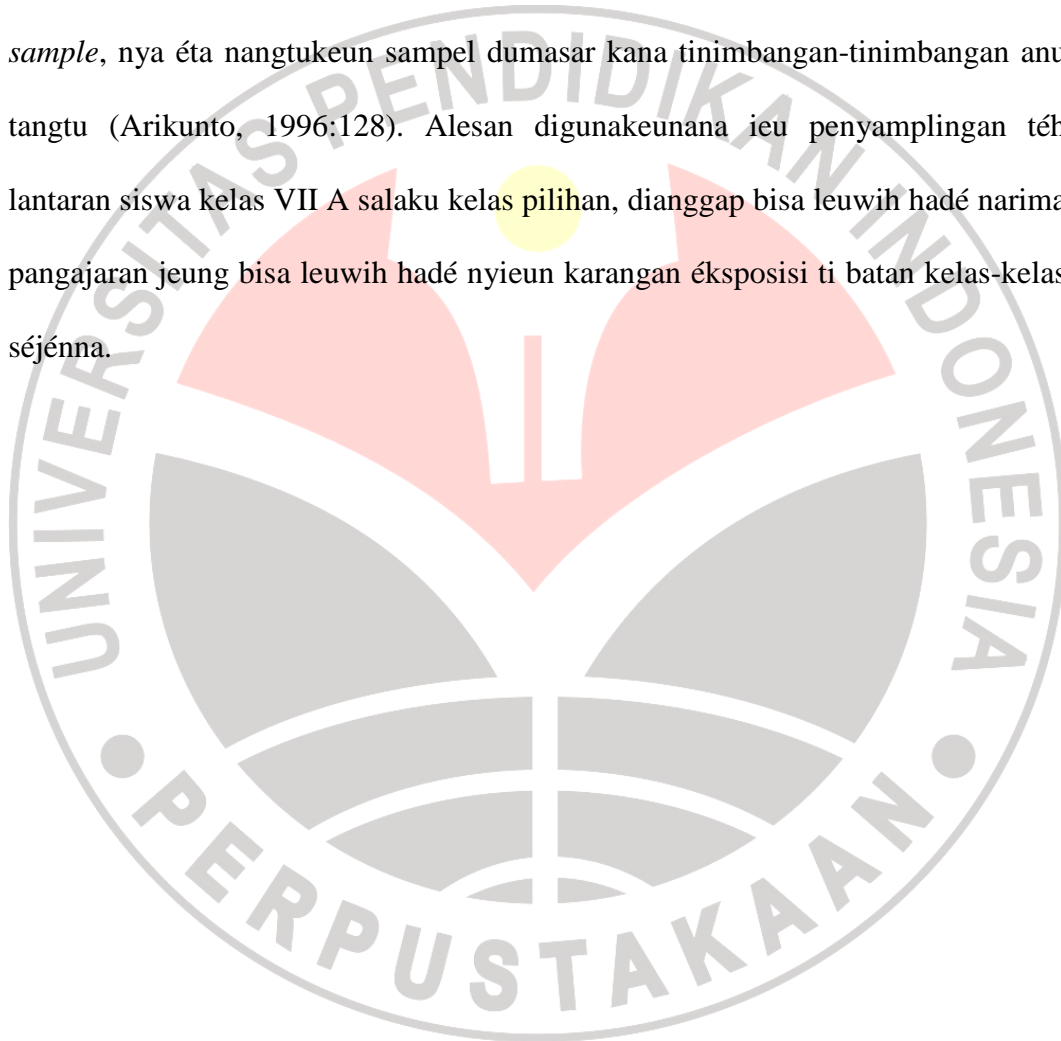 sample, nya éta nangtukeun sampel dumasar kana tinimbangan-tinimbangan anu
tangtu (Arikunto, 1996:128). Alesan digunakeunana ieu penyamplingan téh
lantaran siswa kelas VII A salaku kelas pilihan, dianggap bisa leuwih hadé narima
pangajaran jeung bisa leuwih hadé nyieun karangan éksposisi ti batan kelas-kelas
séjénna.
UNIVERSITAS PENDIDIKAN INDONESIA
PERPUSTAKAAN